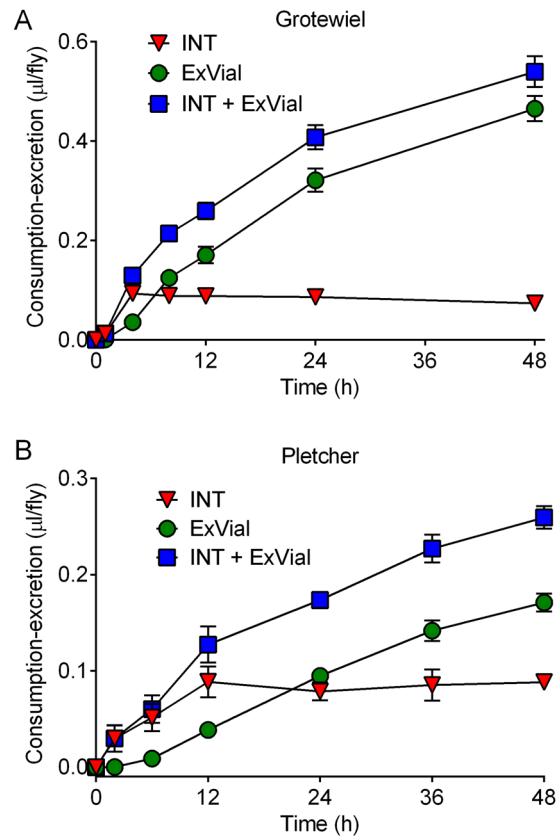 A
Grotewiel
INT
ExVial
INT + ExVial
Consumption-excretion (μl/fly)
0.6
0.4
0.2
0.0
0 12 24 36 48
Time (h)
B
Pletcher
INT
ExVial
INT + ExVial
Consumption-excretion (μl/fly)
0.3
0.2
0.1
0.0
0 12 24 36 48
Time (h)